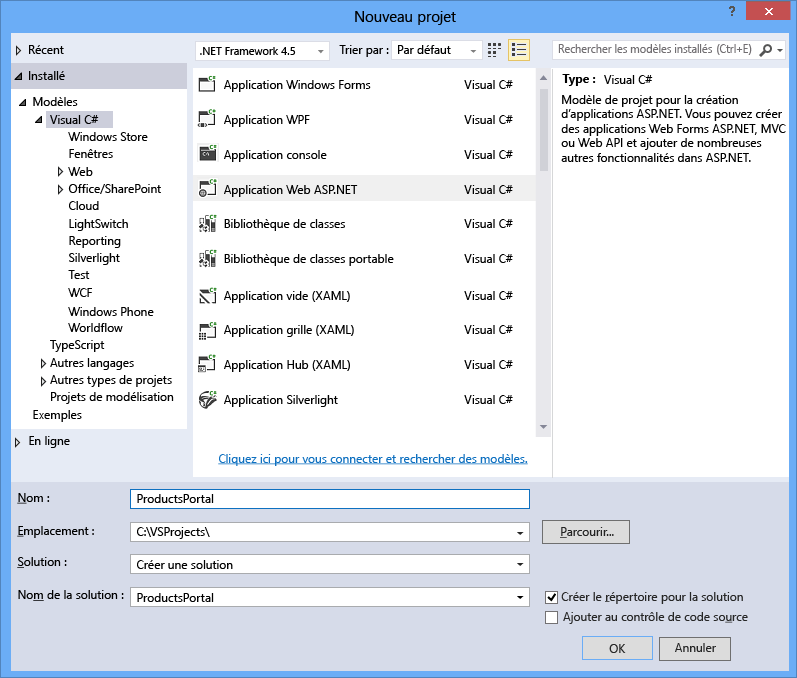 Nouveau projet
?
Récent
.NET Framework 4.5
Trier par :
Par défaut
Rechercher les modèles installés (Ctrl+E)
Installé
Modèles
Visual C#
Windows Store
Fenêtres
Web
Office/SharePoint
Cloud
LightSwitch
Reporting
Silverlight
Test
WCF
Windows Phone
Worldflow
TypeScript
Autres langages
Autres types de projets
Projets de modélisation
Exemples
En ligne
Application Windows Forms Visual C#
Application WPF Visual C#
Application console Visual C#
Application Web ASP.NET Visual C#
Bibliothèque de classes Visual C#
Bibliothèque de classes portable Visual C#
Application vide (XAML) Visual C#
Application grille (XAML) Visual C#
Application Hub (XAML) Visual C#
Application Silverlight Visual C#
Cliquez ici pour vous connecter et rechercher des modèles.
Type : Visual C#
Modèle de projet pour la création
d'applications ASP.NET. Vous pouvez créer
des applications Web Forms ASP.NET, MVC
ou Web API et ajouter de nombreuses
autres fonctionnalités dans ASP.NET.
Nom : ProductsPortal
Emplacement : C:\VSProjects\ Parcourir...
Solution : Créer une solution
Nom de la solution : ProductsPortal
Créer le répertoire pour la solution
Ajouter au contrôle de code source
OK Annuler